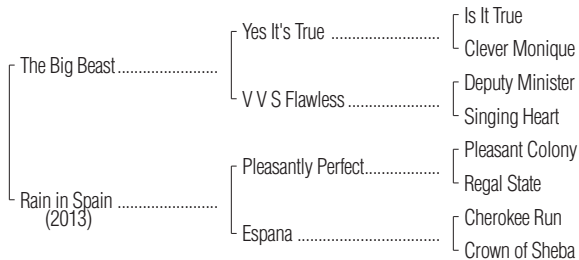 Is It True
Yes It's True ........................
Clever Monique
The Big Beast......................
Deputy Minister
V V S Flawless ....................
Singing Heart
Pleasant Colony
Pleasantly Perfect.................
Regal State
Rain in Spain ......................
(2013)
Cherokee Run
Espana ...............................
Crown of Sheba